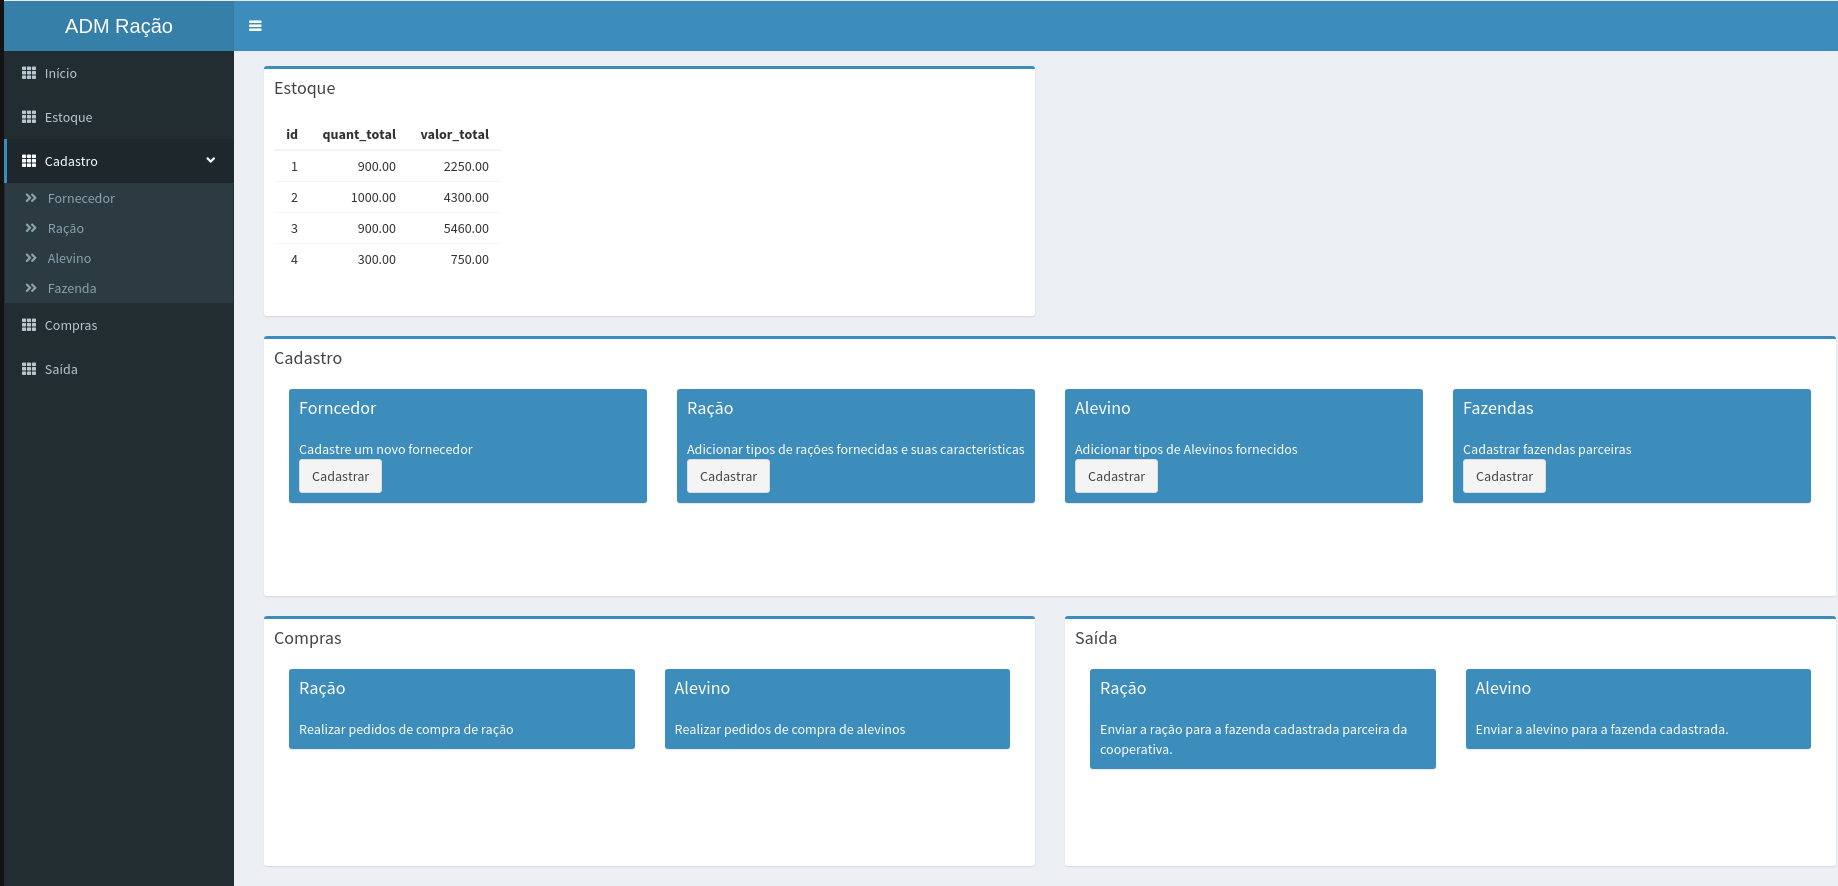 ADM Ração
Início
Estoque
Cadastro
Fornecedor
Ração
Alevino
Fazenda
Compras
Saída
Estoque
id quant_total valor_total
1 900.00 2250.00
2 1000.00 4300.00
3 900.00 5460.00
4 300.00 750.00
Cadastro
Forncedor
Cadastre um novo fornecedor
Cadastrar
Ração
Adicionar tipos de rações fornecidas e suas características
Cadastrar
Alevino
Adicionar tipos de Alevinos fornecidos
Cadastrar
Fazendas
Cadastrar fazendas parceiras
Cadastrar
Compras
Ração
Realizar pedidos de compra de ração
Alevino
Realizar pedidos de compra de alevinos
Saída
Ração
Enviar a ração para a fazenda cadastrada parceira da
cooperativa.
Alevino
Enviar a alevino para a fazenda cadastrada.